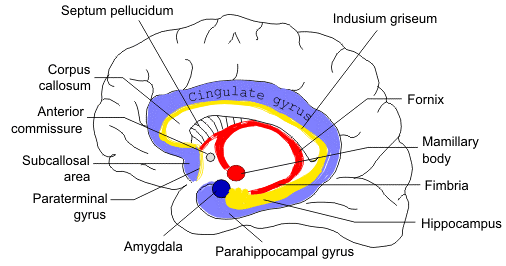 Septum pellucidum
Indusium griseum
Corpus
callosum
Cingulate gyrus
Fornix
Anterior
commissure
Mamillary
body
Subcallosal
area
Fimbria
Paraterminal
gyrus
Hippocampus
Amygdala
Parahippocampal gyrus